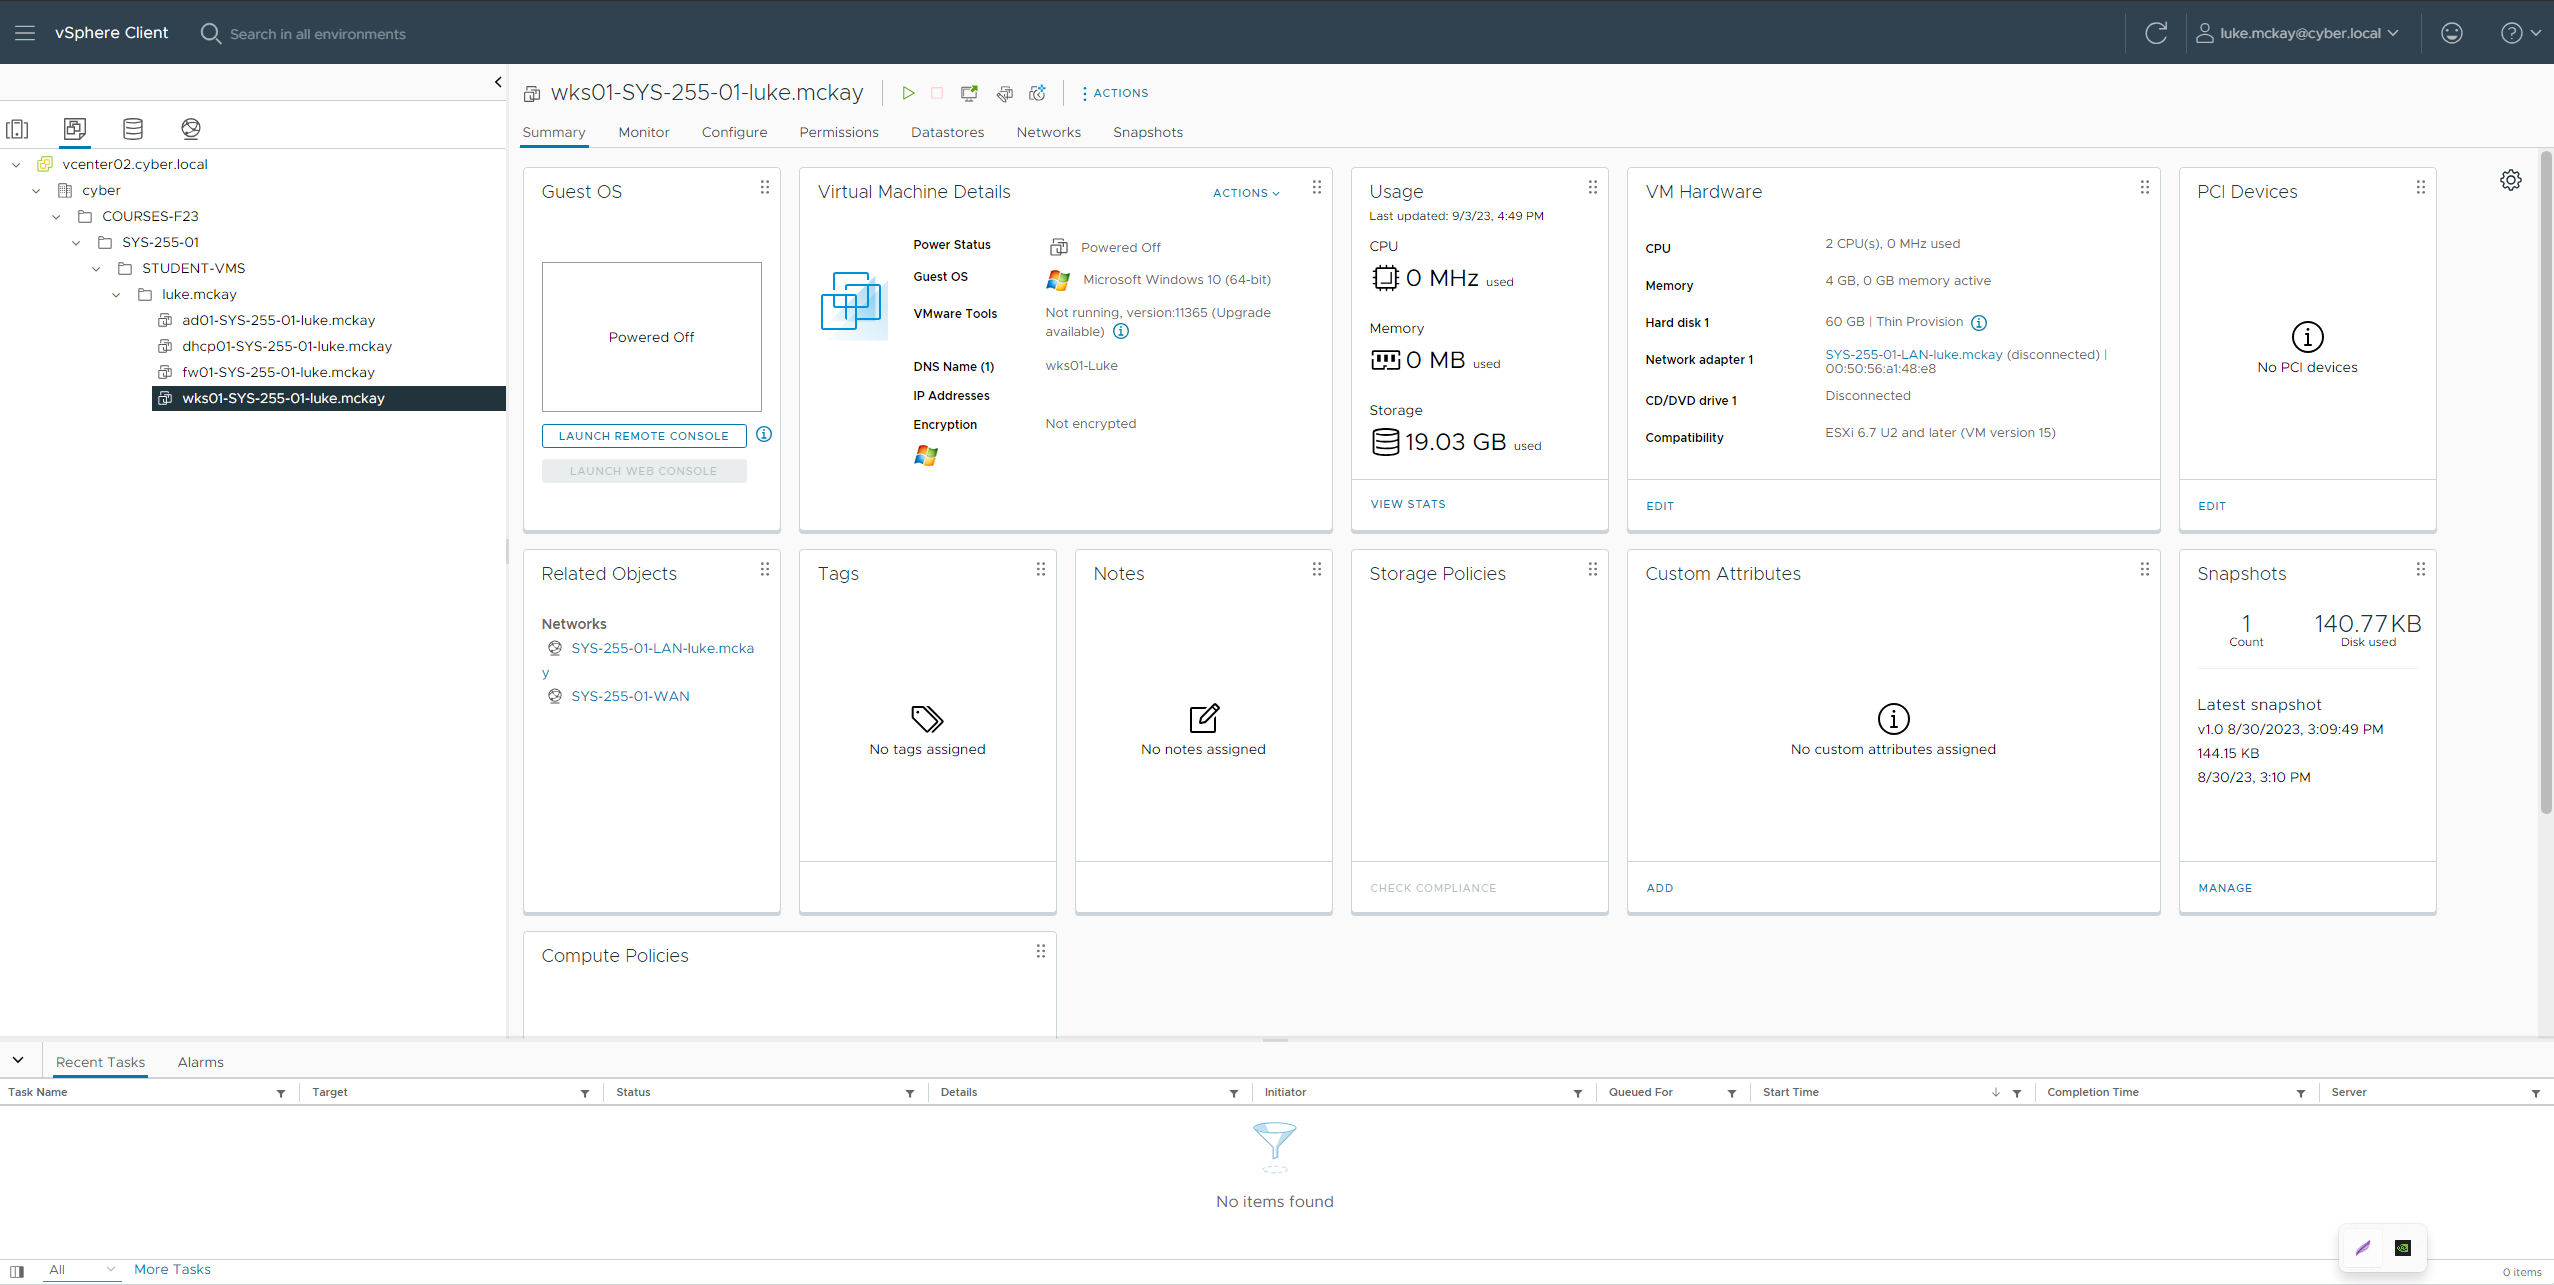 vSphere Client
Search in all environments
luke.mckay@cyber.local
vcenter02.cyber.local
cyber
COURSES-F23
SYS-255-01
STUDENT-VMS
luke.mckay
ad01-SYS-255-01-luke.mckay
dhcp01-SYS-255-01-luke.mckay
fw01-SYS-255-01-luke.mckay
wks01-SYS-255-01-luke.mckay
wks01-SYS-255-01-luke.mckay
ACTIONS
Summary Monitor Configure Permissions Datastores Networks Snapshots
Guest OS
Powered Off
LAUNCH REMOTE CONSOLE
LAUNCH WEB CONSOLE
Virtual Machine Details
ACTIONS
Power Status Powered Off
Guest OS Microsoft Windows 10 (64-bit)
VMware Tools Not running, version:11365 (Upgrade
available)
DNS Name (1) wks01-Luke
IP Addresses
Encryption Not encrypted
Usage
Last updated: 9/3/23, 4:49 PM
CPU
0 MHz used
Memory
0 MB used
Storage
19.03 GB used
VIEW STATS
VM Hardware
CPU 2 CPU(s), 0 MHz used
Memory 4 GB, 0 GB memory active
Hard disk 1 60 GB | Thin Provision
Network adapter 1 SYS-255-01-LAN-luke.mckay (disconnected) |
00:50:56:a1:48:e8
CD/DVD drive 1 Disconnected
Compatibility ESXi 6.7 U2 and later (VM version 15)
EDIT
PCI Devices
No PCI devices
EDIT
Related Objects
Networks
SYS-255-01-LAN-luke.mcka
y
SYS-255-01-WAN
Tags
No tags assigned
Notes
No notes assigned
Storage Policies
CHECK COMPLIANCE
Custom Attributes
No custom attributes assigned
ADD
Snapshots
1 140.77 KB
Count Disk used
Latest snapshot
v1.0 8/30/2023, 3:09:49 PM
144.15 KB
8/30/23, 3:10 PM
MANAGE
Compute Policies
Recent Tasks Alarms
Task Name Target Status Details Initiator Queued For Start Time Completion Time Server
No items found
All More Tasks
0 items